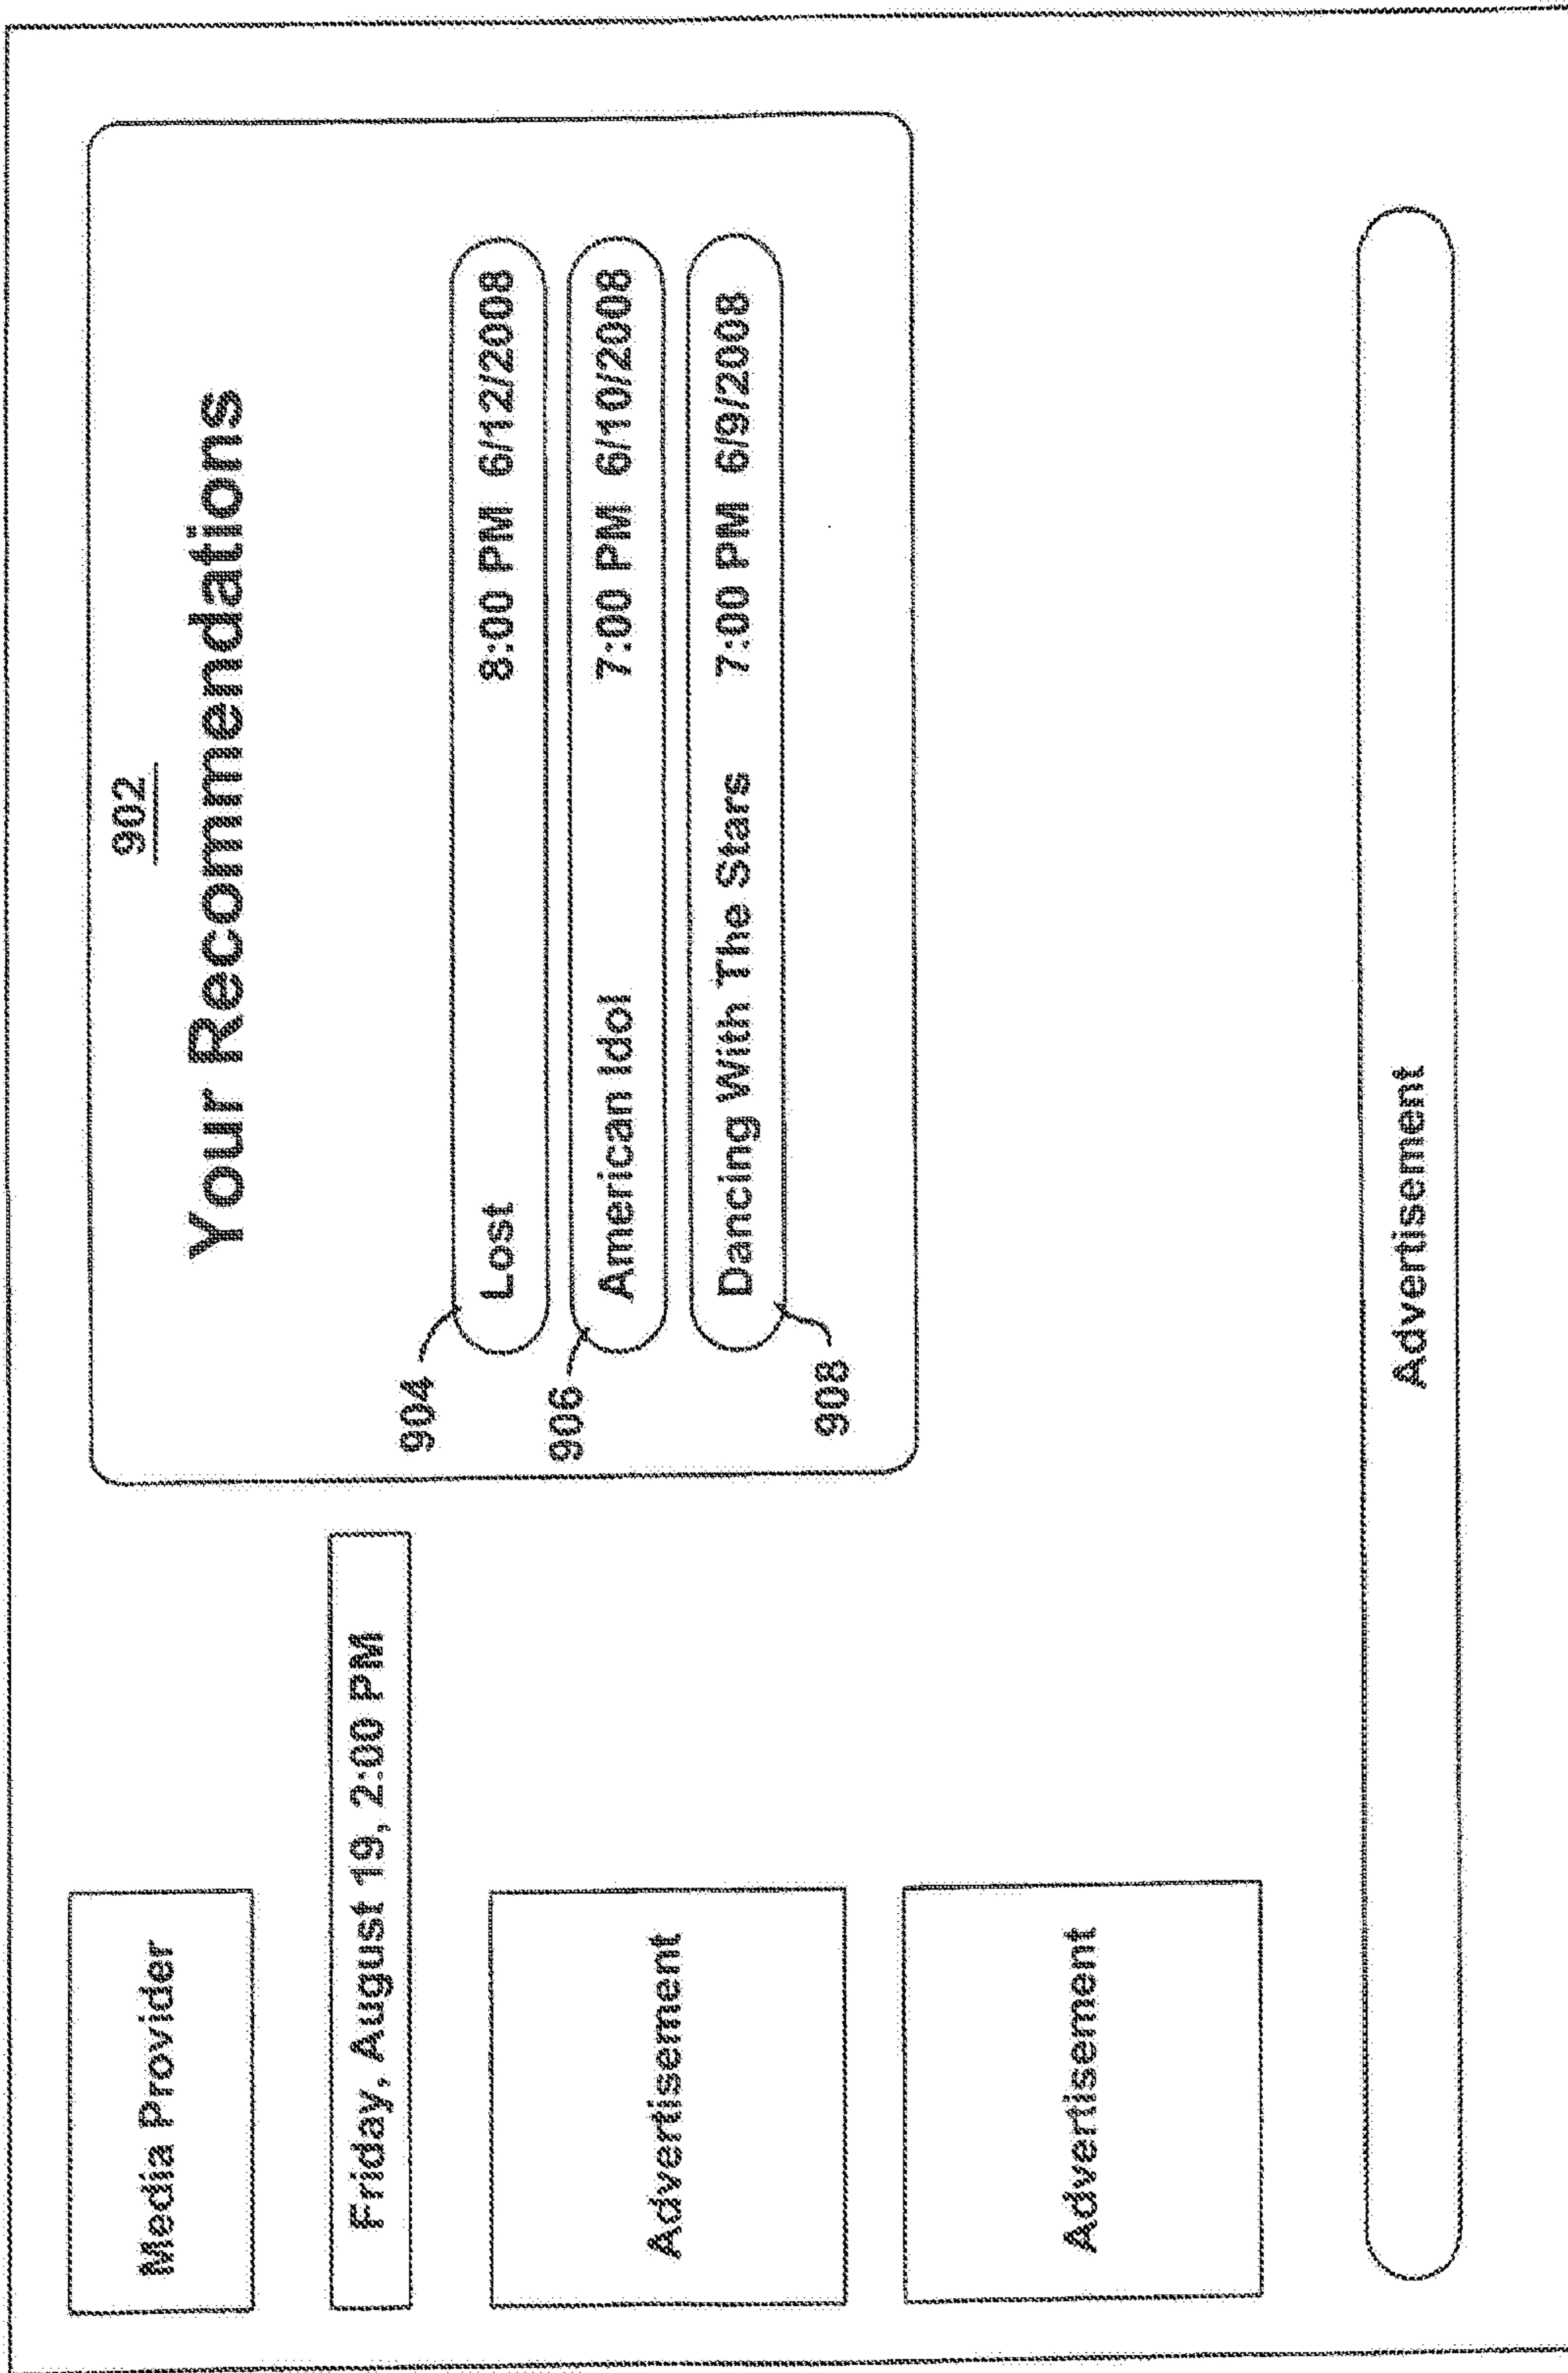 Media Provider
Friday, August 19, 2:00 PM
Advertisement
Advertisement
902
Your Recommendations
904
Lost 8:00 PM 6/12/2008
906
American Idol 7:00 PM 6/10/2008
Dancing With The Stars 7:00 PM 6/9/2008
908
Advertisement